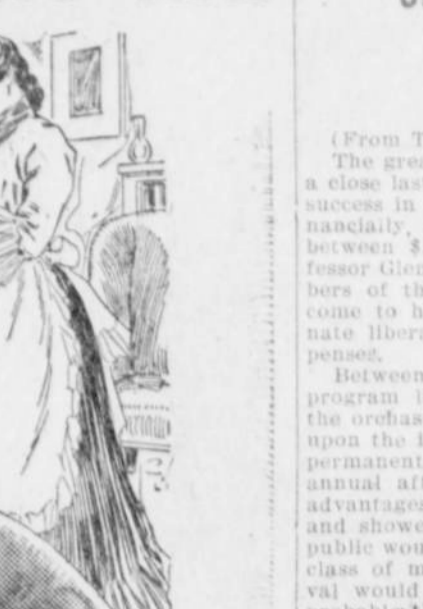 (From T
The grea
a close last
success in
nancially,
between $
fessor Glen
bers of th
come to h
nate libera
penses.
Between
program i
the orchas
upon the f
permanent
annual aff
advantages
and showe
public wou
class of m
val would